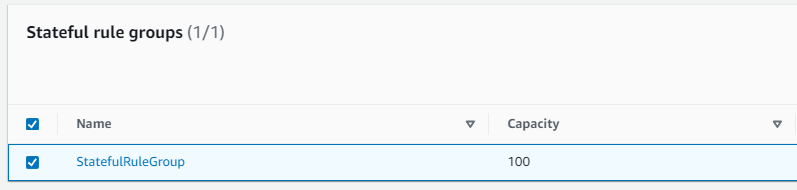 Stateful rule groups (1/1)
Name Capacity
StatefulRuleGroup 100